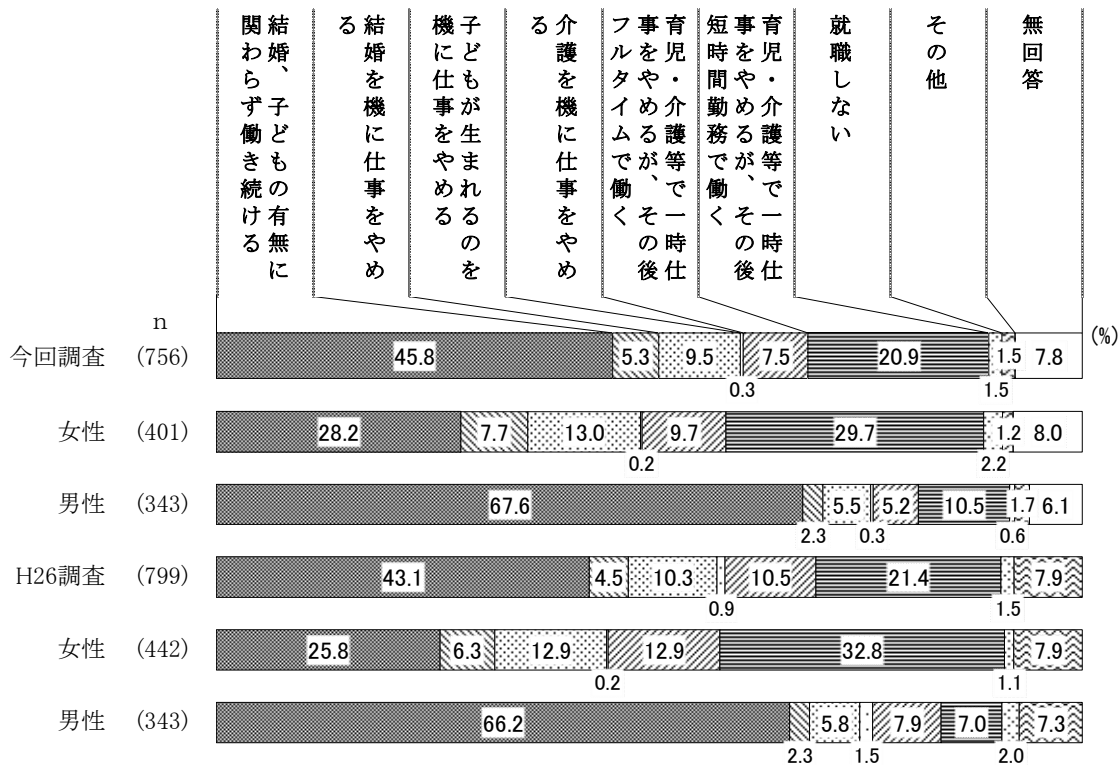 結婚、子どもの有無に
関わらず働き続ける
結婚を機に仕事をやめ
る
子どもが生まれるのを
機に仕事をやめる
介護を機に仕事をやめ
る
育児・介護等で一時仕
事をやめるが、その後
フルタイムで働く
育児・介護等で一時仕
事をやめるが、その後
短時間勤務で働く
就職しない
その他
無回答
n
(%)
今回調査 (756) 45.8 5.3 9.5 7.5 20.9 1.5 7.8
0.3 1.5
女性 (401) 28.2 7.7 13.0 9.7 29.7 1.2 8.0
0.2 2.2
男性 (343) 67.6 5.5 5.2 10.5 1.7 6.1
2.3 0.3 0.6
H26調査 (799) 43.1 4.5 10.3 10.5 21.4 7.9
0.9 1.5
女性 (442) 25.8 6.3 12.9 12.9 32.8 7.9
0.2 1.1
男性 (343) 66.2 5.8 7.9 7.0 7.3
2.3 1.5 2.0